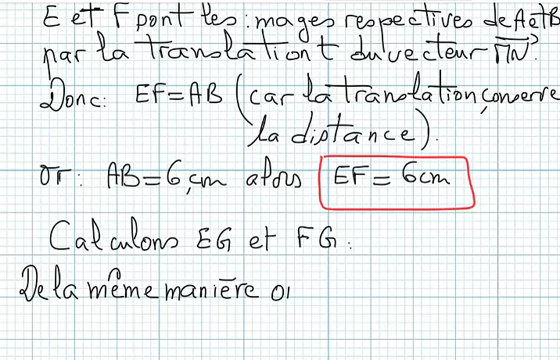 E et F sont les images respectives de A et B
par la translation t du vecteur MN
Donc: EF = AB (car la translation conserve
la distance).
or: AB = 6 cm alors EF = 6 cm
Calculons EG et FG:
De la même manière on